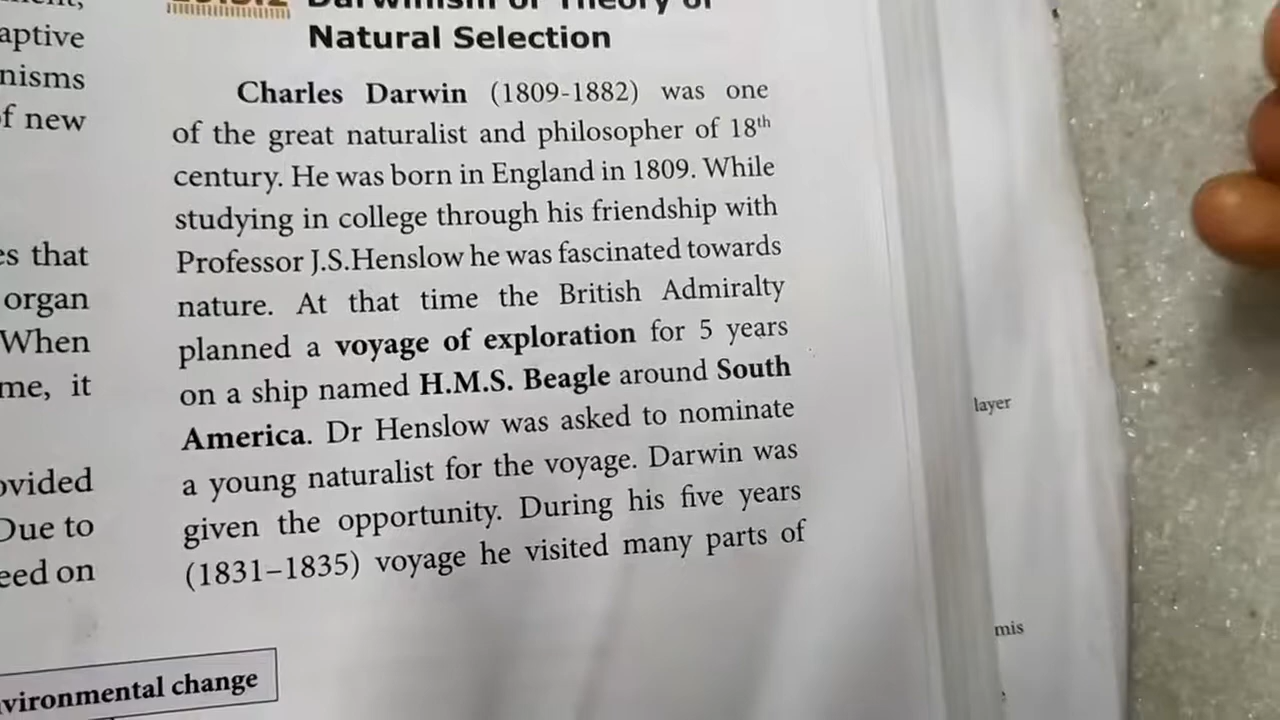 aptive
nisms
f new
es that
organ
When
me, it
ovided
Due to
eed on
vironmental change
Darwinism or Theory of
Natural Selection
Charles Darwin (1809-1882) was one
of the great naturalist and philosopher of 18th
century. He was born in England in 1809. While
studying in college through his friendship with
Professor J.S.Henslow he was fascinated towards
nature. At that time the British Admiralty
planned a voyage of exploration for 5 years
on a ship named H.M.S. Beagle around South
America. Dr Henslow was asked to nominate
a young naturalist for the voyage. Darwin was
given the opportunity. During his five years
(1831–1835) voyage he visited many parts of
layer
mis